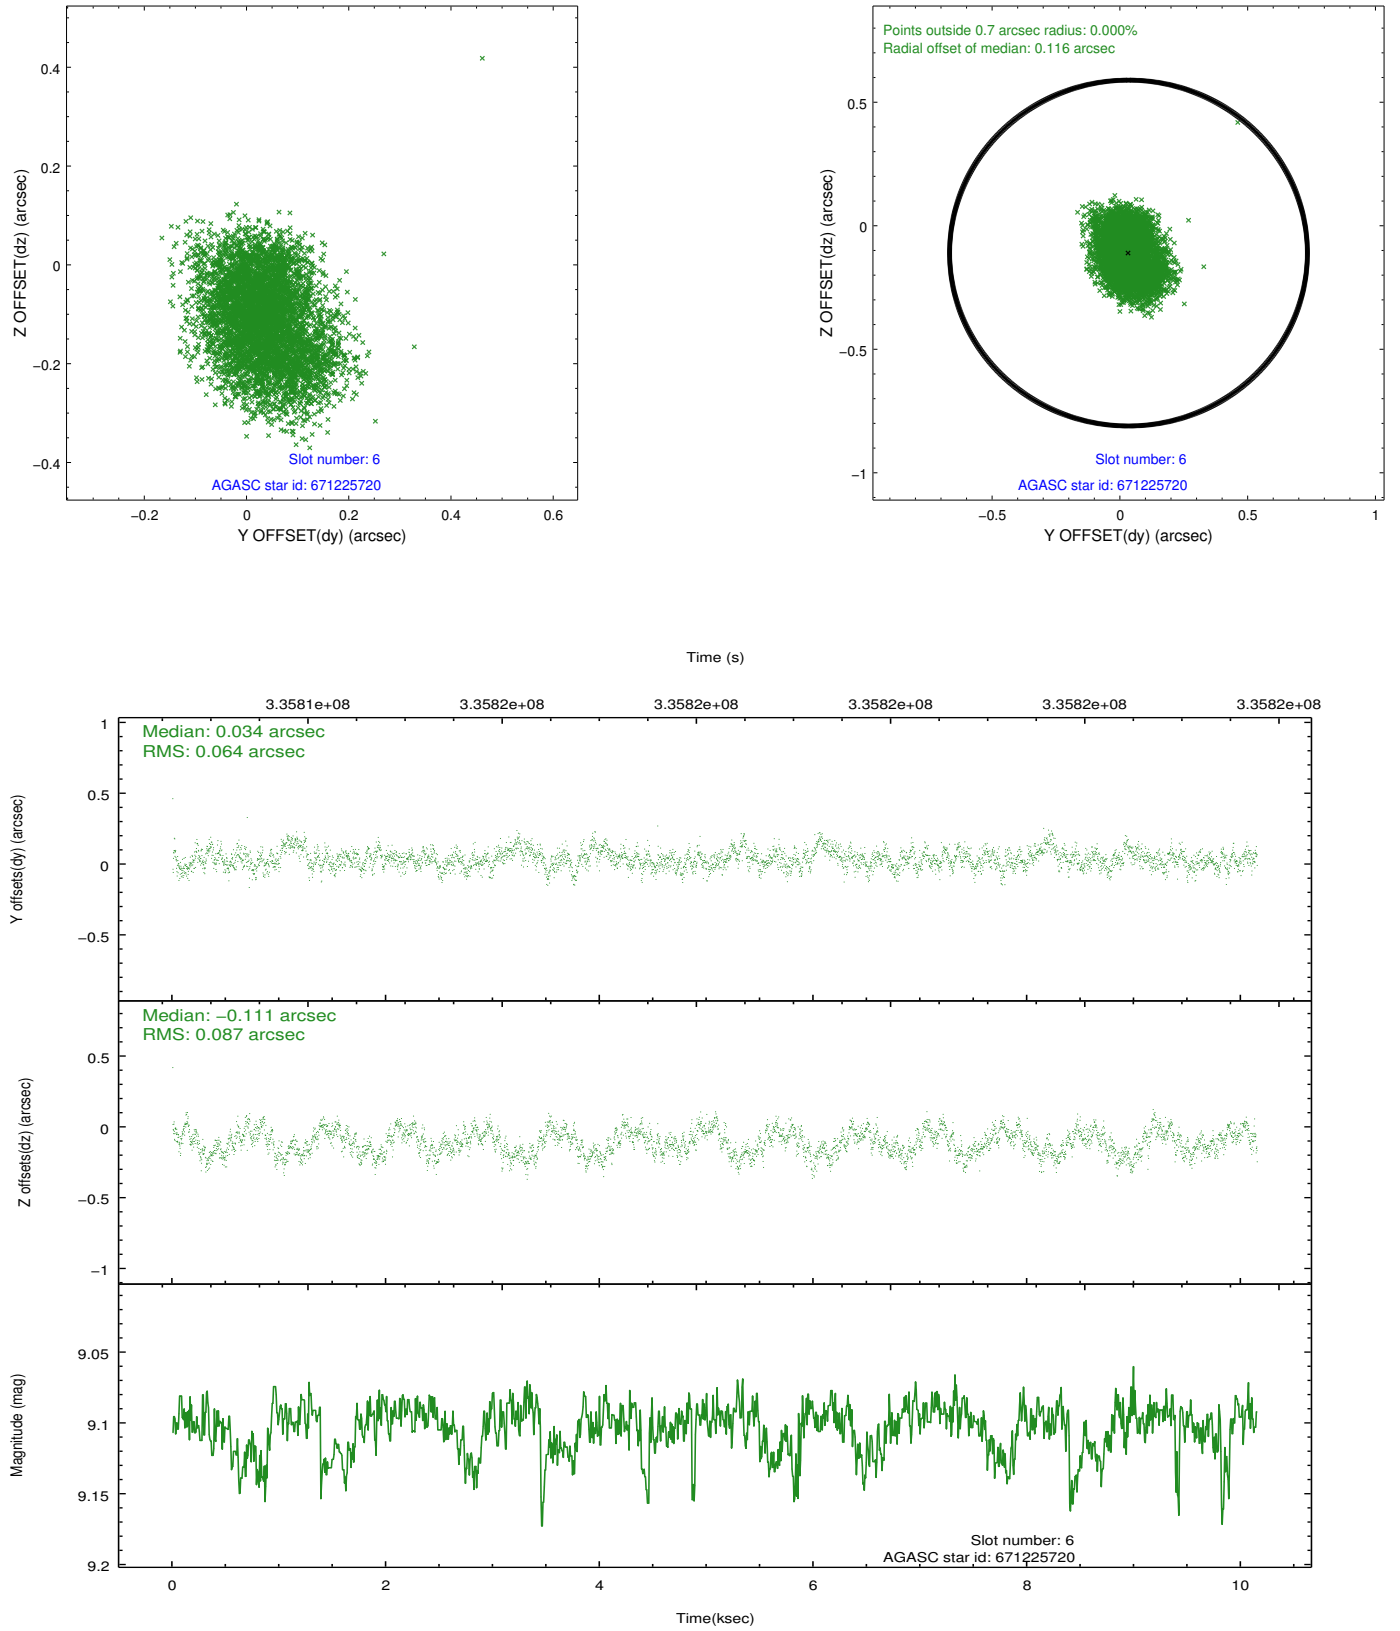 0.4
0.2
0
−0.2
−0.4
Z OFFSET(dz) (arcsec)
Slot number: 6
AGASC star id: 671225720
−0.2 0 0.2 0.4 0.6
Y OFFSET(dy) (arcsec)
Points outside 0.7 arcsec radius: 0.000%
Radial offset of median: 0.116 arcsec
0.5
0
−0.5
−1
Z OFFSET(dz) (arcsec)
Slot number: 6
AGASC star id: 671225720
−0.5 0 0.5 1
Y OFFSET(dy) (arcsec)
Time (s)
3.3581e+08 3.3582e+08 3.3582e+08 3.3582e+08 3.3582e+08 3.3582e+08
Median: 0.034 arcsec
RMS: 0.064 arcsec
1
0.5
0
−0.5
Y offsets(dy) (arcsec)
Median: −0.111 arcsec
RMS: 0.087 arcsec
0.5
0
−0.5
−1
Z offsets(dz) (arcsec)
9.05
9.1
9.15
9.2
Magnitude (mag)
Slot number: 6
AGASC star id: 671225720
0 2 4 6 8 10
Time(ksec)